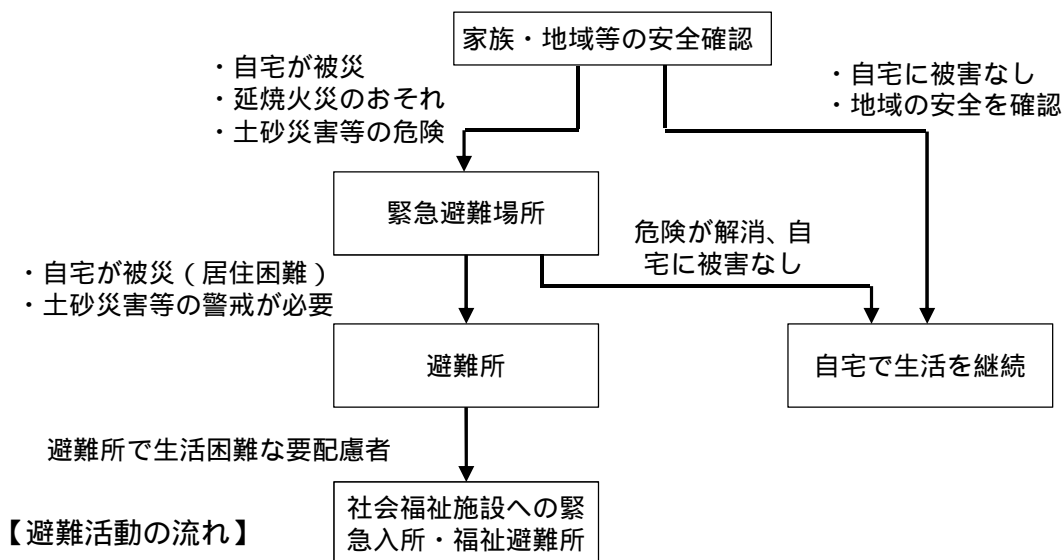 家族・地域等の安全確認
・自宅が被災
・延焼火災のおそれ
・土砂災害等の危険
・自宅に被害なし
・地域の安全を確認
緊急避難場所
危険が解消、自
宅に被害なし
・自宅が被災（居住困難）
・土砂災害等の警戒が必要
避難所
自宅で生活を継続
避難所で生活困難な要配慮者
社会福祉施設への緊
急入所・福祉避難所
【避難活動の流れ】